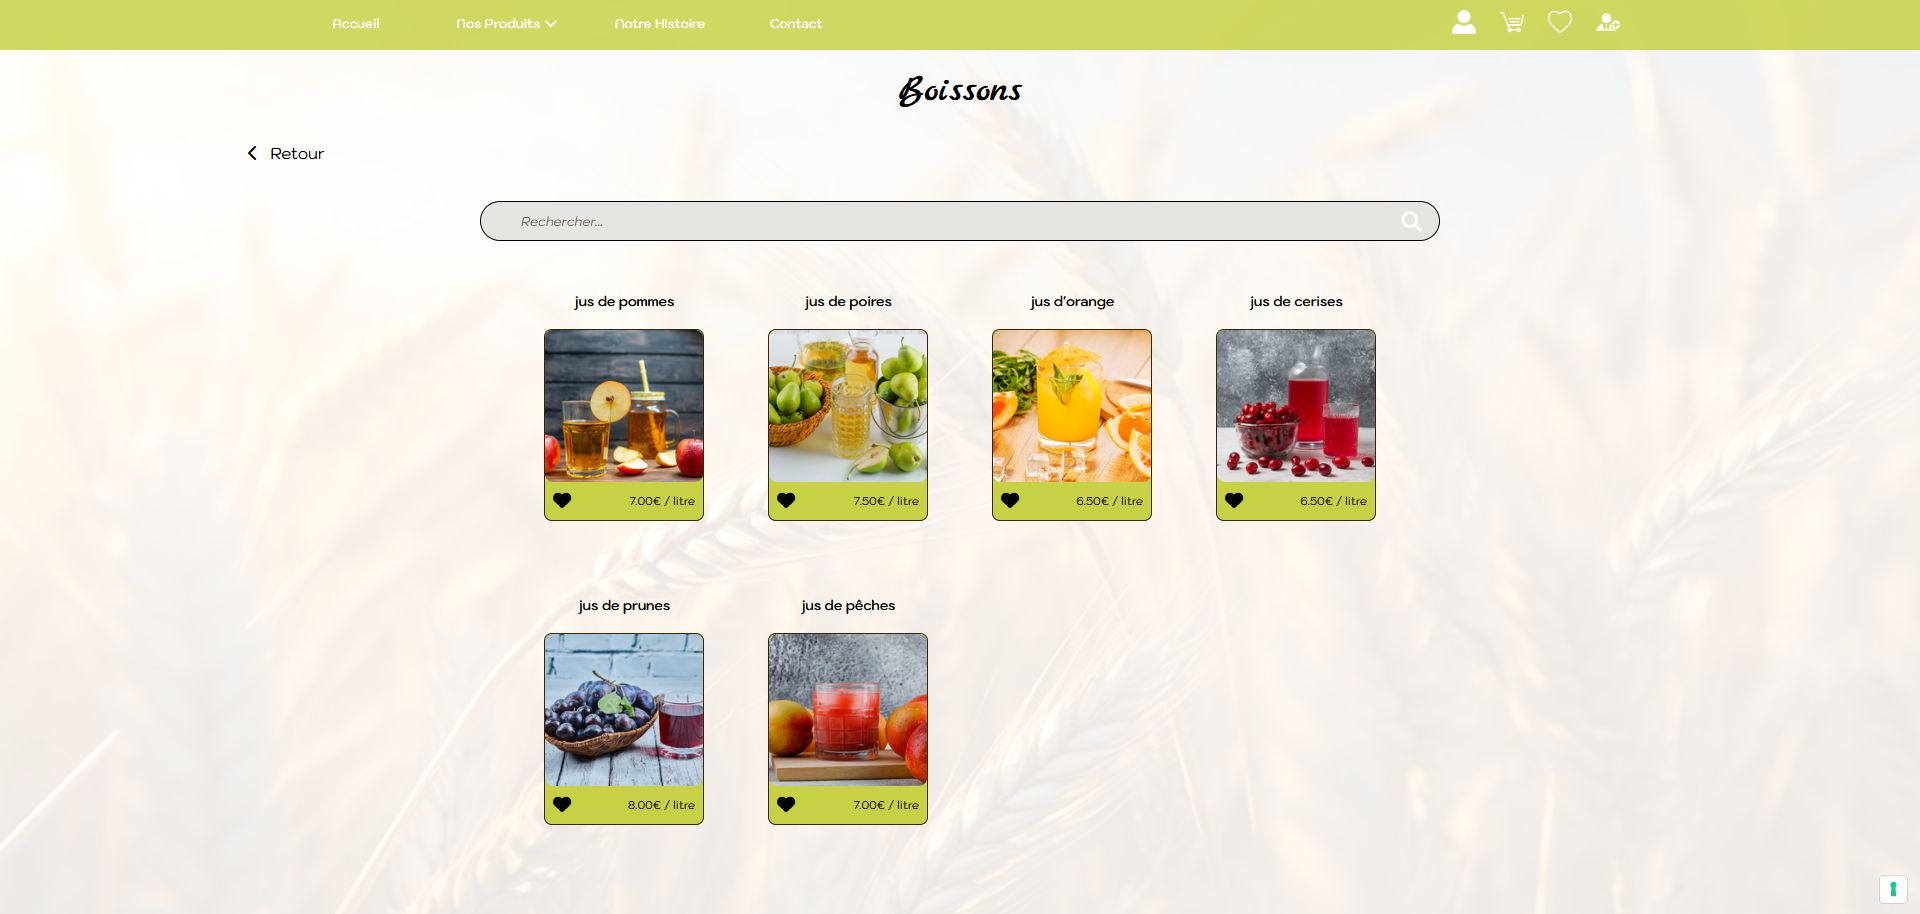 Accueil Nos Produits Notre Histoire Contact
Boissons
Retour
Rechercher...
jus de pommes jus de poires jus d'orange jus de cerises
7.00€ / litre 7.50€ / litre 6.50€ / litre 6.50€ / litre
jus de prunes jus de pêches
8.00€ / litre 7.00€ / litre